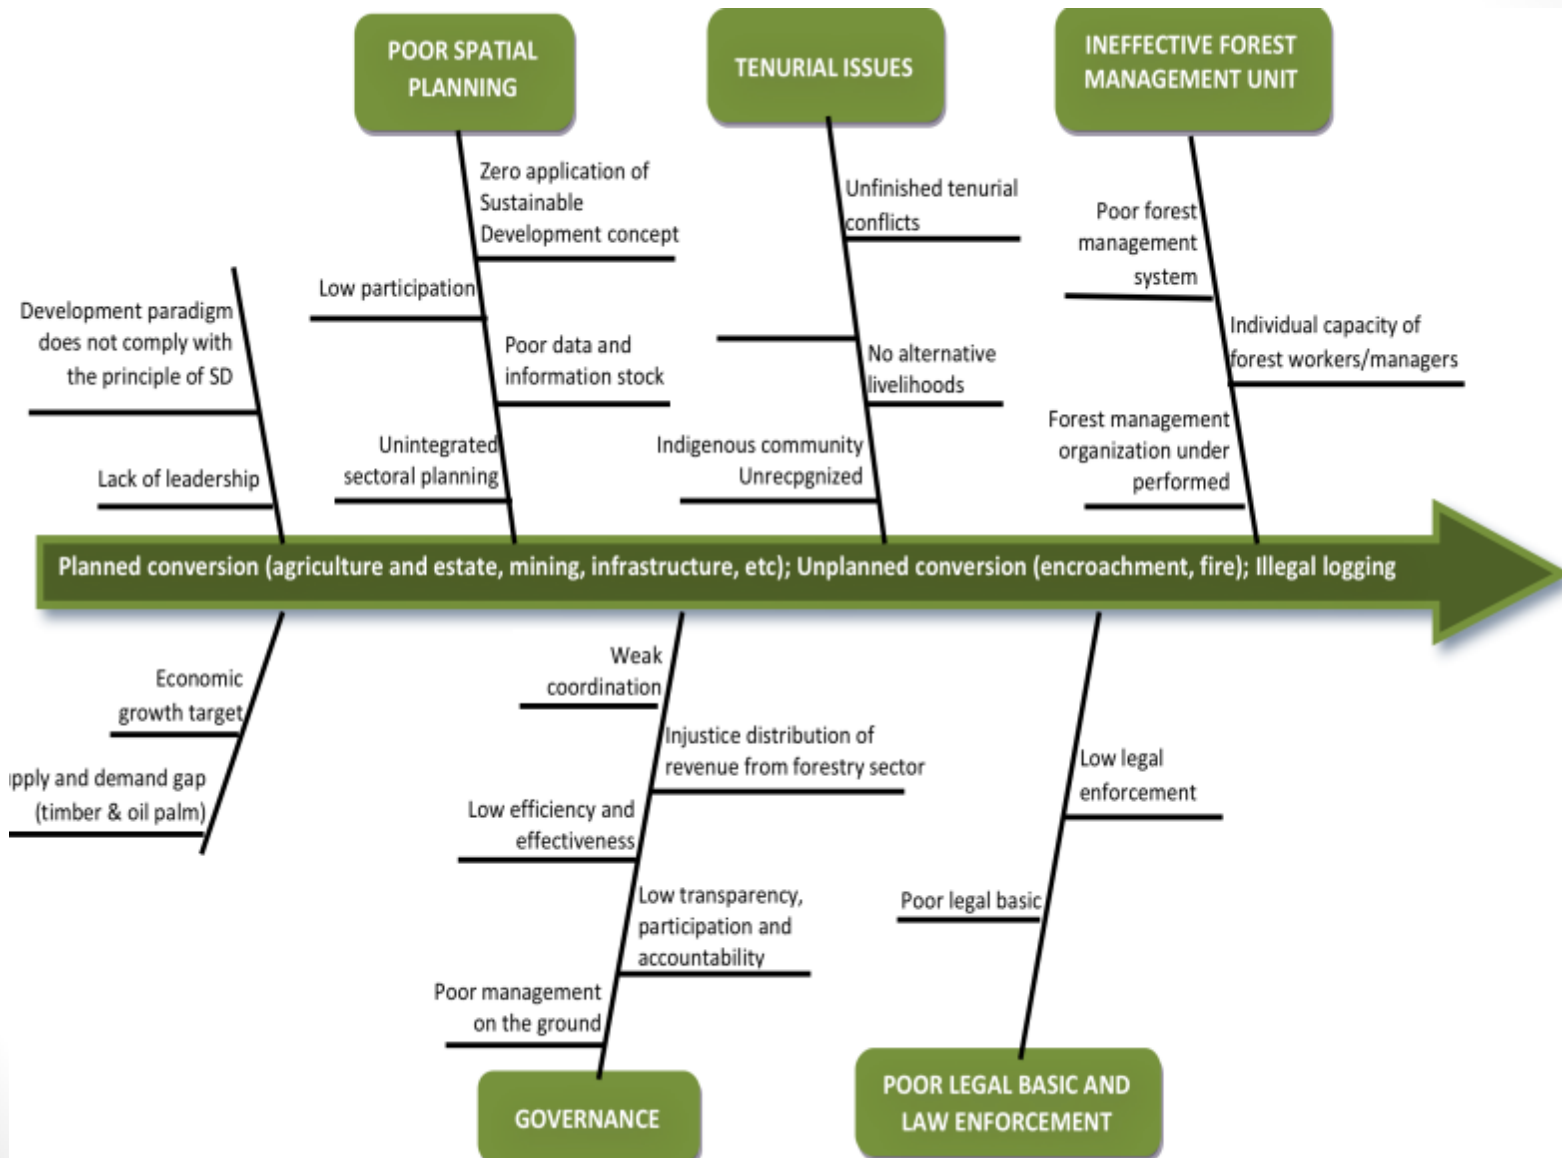 POOR SPATIAL
PLANNING
TENURIAL ISSUES
INEFFECTIVE FOREST
MANAGEMENT UNIT
Zero application of
Sustainable
Development concept
Low participation
Poor data and
information stock
Unintegrated
sectoral planning
Unfinished tenurial
conflicts
No alternative
livelihoods
Indigenous community
Unrecpgnized
Poor forest
management
system
Individual capacity of
forest workers/managers
Forest management
organization under
performed
Development paradigm
does not comply with
the principle of SD
Lack of leadership
Planned conversion (agriculture and estate, mining, infrastructure, etc); Unplanned conversion (encroachment, fire); Illegal logging
Economic
growth target
pply and demand gap
(timber & oil palm)
Weak
coordination
Injustice distribution of
revenue from forestry sector
Low efficiency and
effectiveness
Low transparency,
participation and
accountability
Poor management
on the ground
GOVERNANCE
Low legal
enforcement
Poor legal basic
POOR LEGAL BASIC AND
LAW ENFORCEMENT